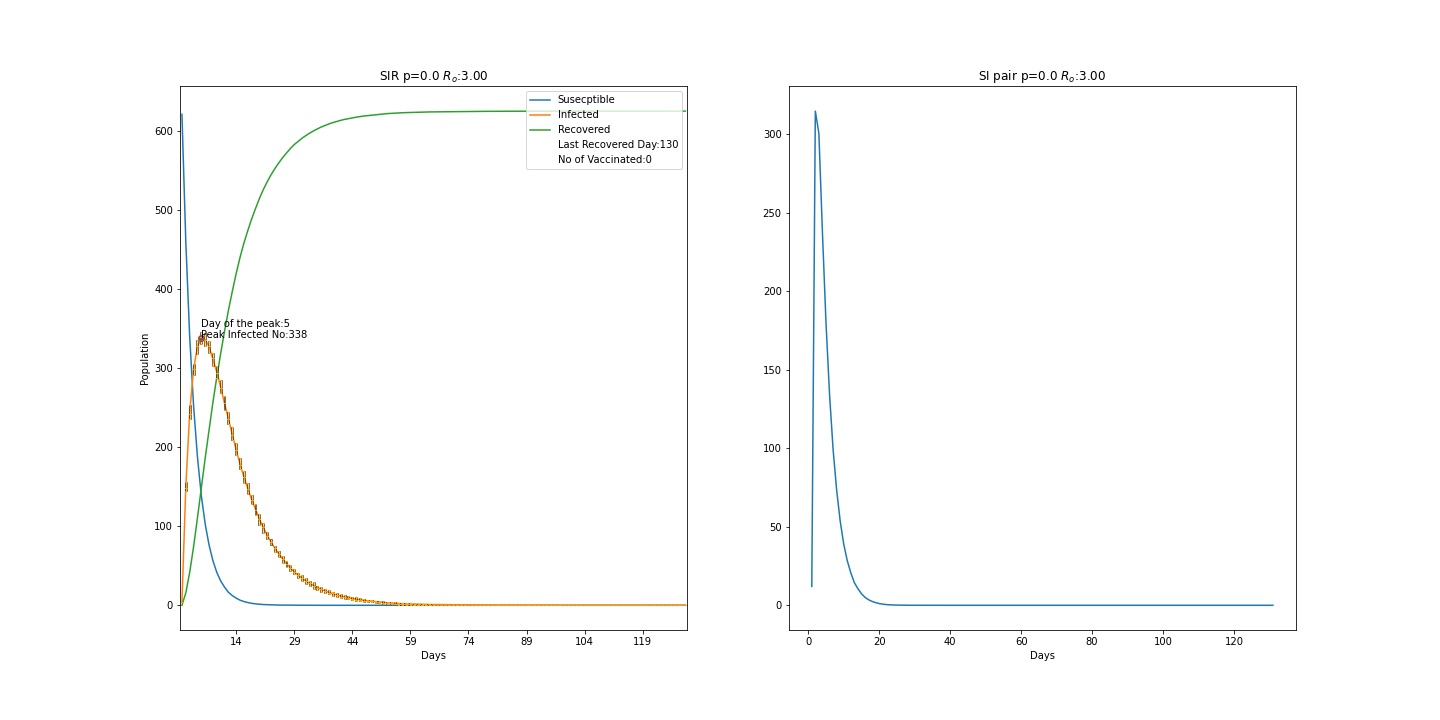 SIR p=0.0 Rₒ:3.00
Susecptible
Infected
Recovered
Last Recovered Day:130
No of Vaccinated:0
600
500
400
300
200
100
0
Population
Day of the peak:5
Peak Infected No:338
14 29 44 59 74 89 104 119
Days
SI pair p=0.0 Rₒ:3.00
300
250
200
150
100
50
0
0 20 40 60 80 100 120
Days